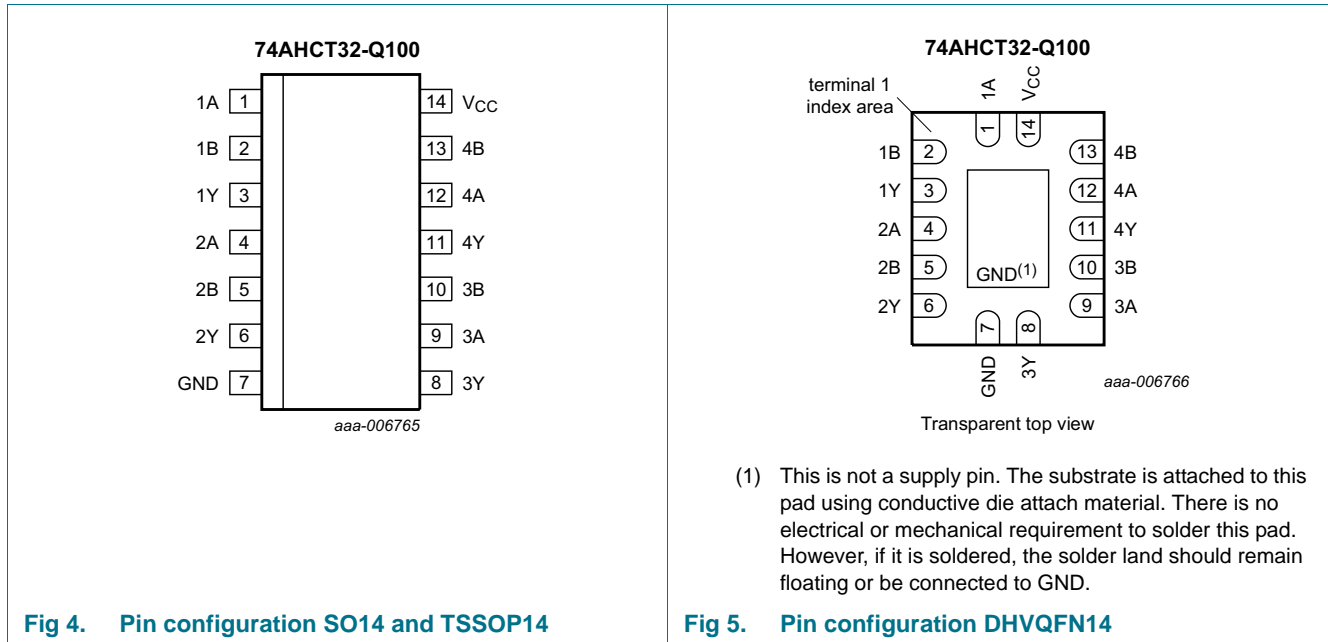 74AHCT32-Q100
1A 1 14 VCC
1B 2 13 4B
1Y 3 12 4A
2A 4 11 4Y
2B 5 10 3B
2Y 6 9 3A
GND 7 8 3Y
aaa-006765
Fig 4. Pin configuration SO14 and TSSOP14
74AHCT32-Q100
terminal 1
index area
1A VCC
1 14
1B 2 13 4B
1Y 3 12 4A
2A 4 11 4Y
2B 5 10 3B
GND(1)
2Y 6 9 3A
7 8
GND 3Y
aaa-006766
Transparent top view
(1) This is not a supply pin. The substrate is attached to this
pad using conductive die attach material. There is no
electrical or mechanical requirement to solder this pad.
However, if it is soldered, the solder land should remain
floating or be connected to GND.
Fig 5. Pin configuration DHVQFN14